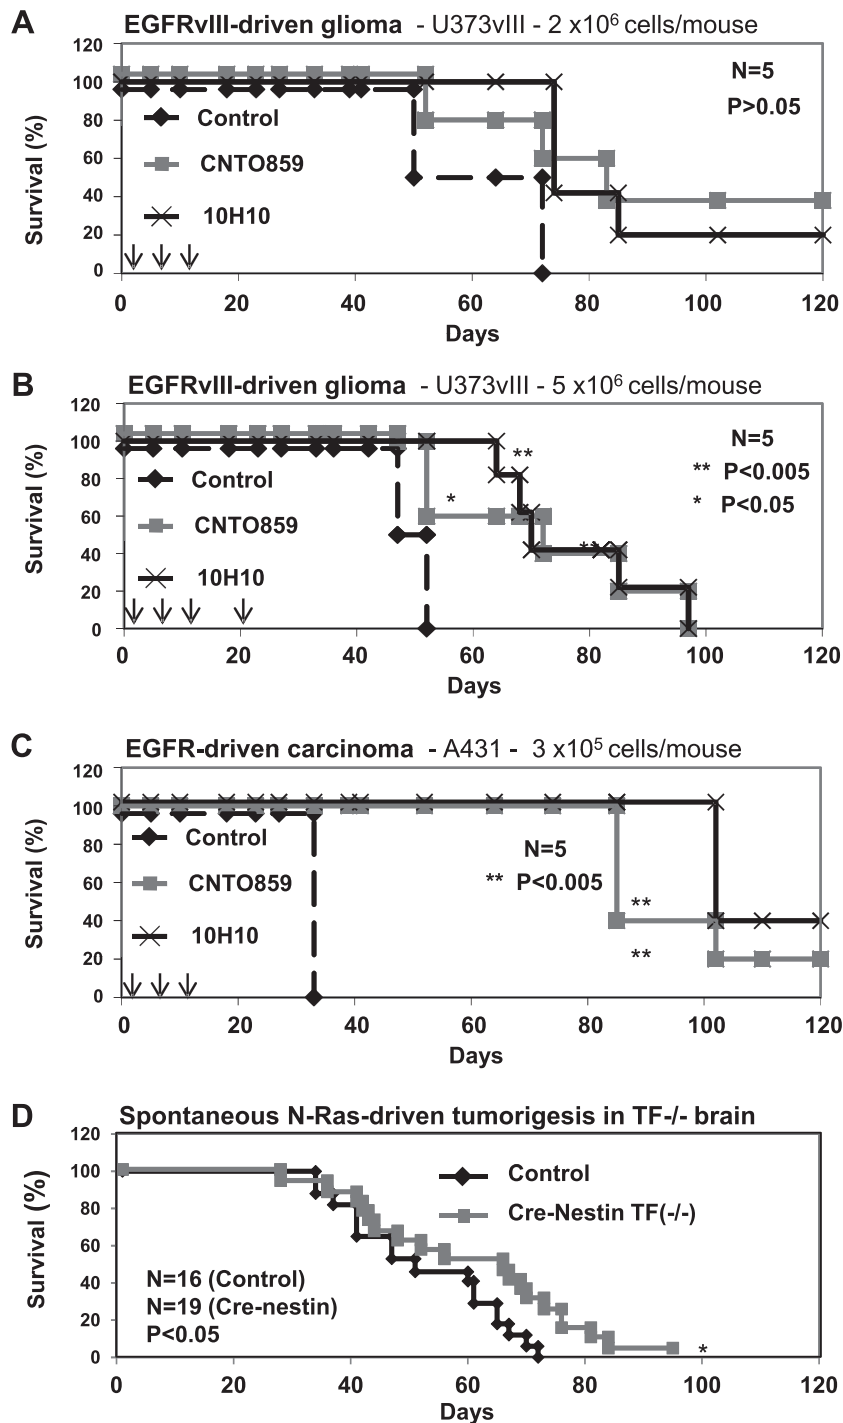 A
EGFRvIII-driven glioma - U373vIII - 2 x10⁶ cells/mouse
120
100
80
60
40
20
0
Survival (%)
Control
CNTO859
10H10
N=5
P>0.05
0 20 40 60 80 100 120
Days
B
EGFRvIII-driven glioma - U373vIII - 5 x10⁶ cells/mouse
120
100
80
60
40
20
0
Survival (%)
Control
CNTO859
10H10
**
*
**
N=5
** P<0.005
* P<0.05
0 20 40 60 80 100 120
Days
C
EGFR-driven carcinoma - A431 - 3 x10⁵ cells/mouse
120
100
80
60
40
20
0
Survival (%)
Control
CNTO859
10H10
N=5
** P<0.005
**
**
0 20 40 60 80 100 120
Days
D
Spontaneous N-Ras-driven tumorigesis in TF-/- brain
120
100
80
60
40
20
0
Survival (%)
Control
Cre-Nestin TF(-/-)
N=16 (Control)
N=19 (Cre-nestin)
P<0.05
*
0 20 40 60 80 100 120
Days